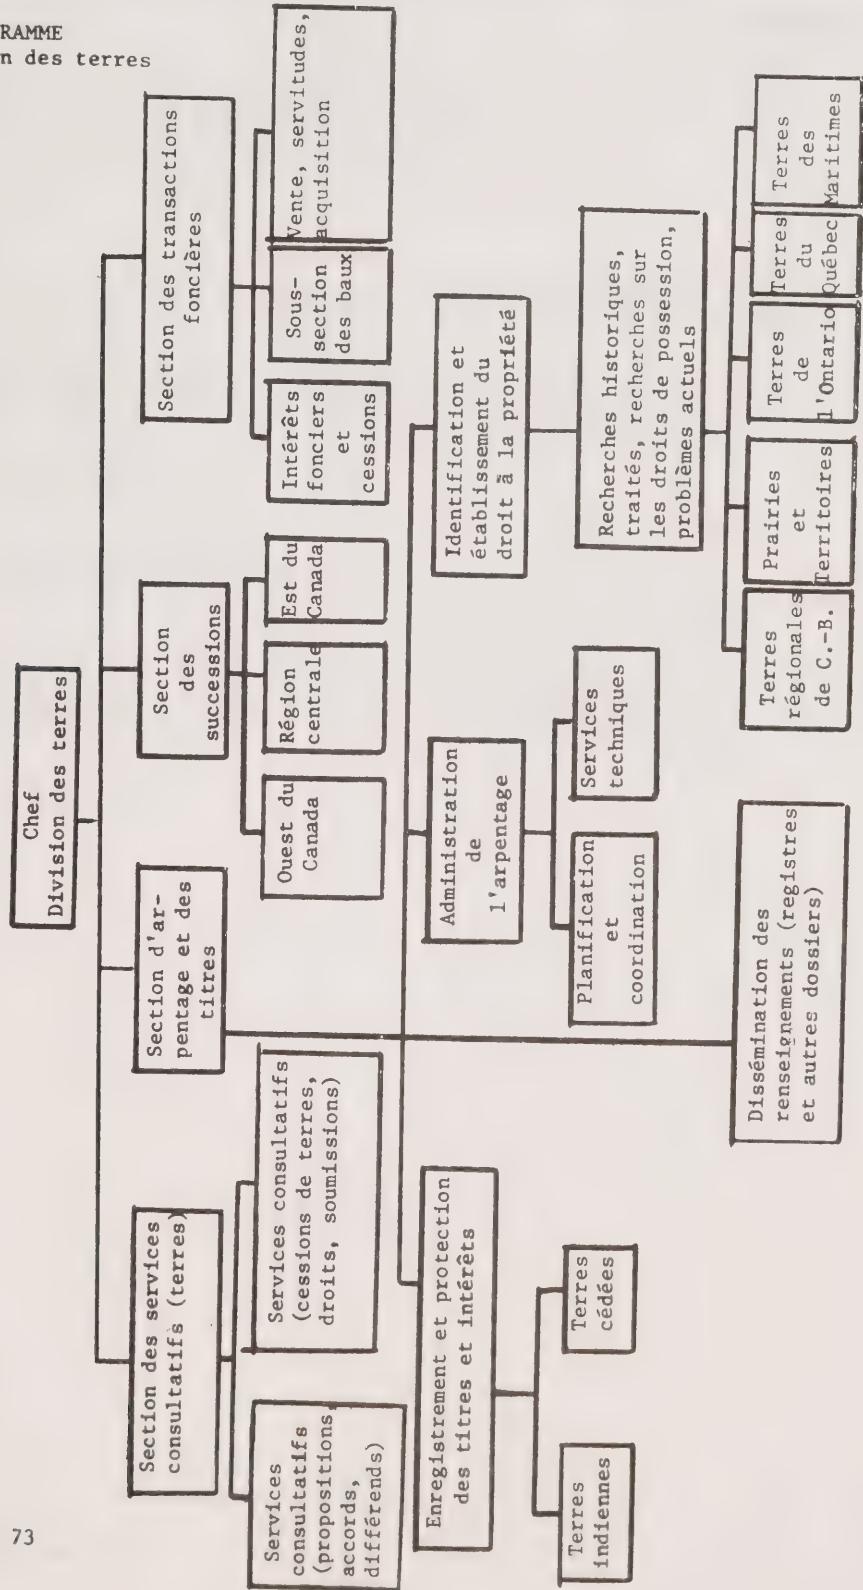 RAMME
n des terres
Chef
Division des terres
Section des services
consultatifs (terres)
Section d'ar-
pentage et des
titres
Section
des
successions
Section des transactions
foncières
Services
consultatifs
(propositions,
accords,
différends)
Services consultatifs
(cessions de terres,
droits, soumissions)
Ouest du
Canada
Région
centrale
Est du
Canada
Intérêts
fonciers
et
cessions
Sous-
section
des baux
Vente, servitudes,
acquisition
Enregistrement et protection
des titres et intérêts
Administration
de
l'arpentage
Identification et
établissement du
droit à la propriété
Terres
indiennes
Terres
cédées
Planification
et
coordination
Services
techniques
Recherches historiques,
traités, recherches sur
les droits de possession,
problèmes actuels
Dissémination des
renseignements (registres
et autres dossiers)
Terres
régionales
de C.-B.
Prairies
et
Territoires
Terres
de
l'Ontario
Terres
du
Québec
Terres
des
Maritimes
73